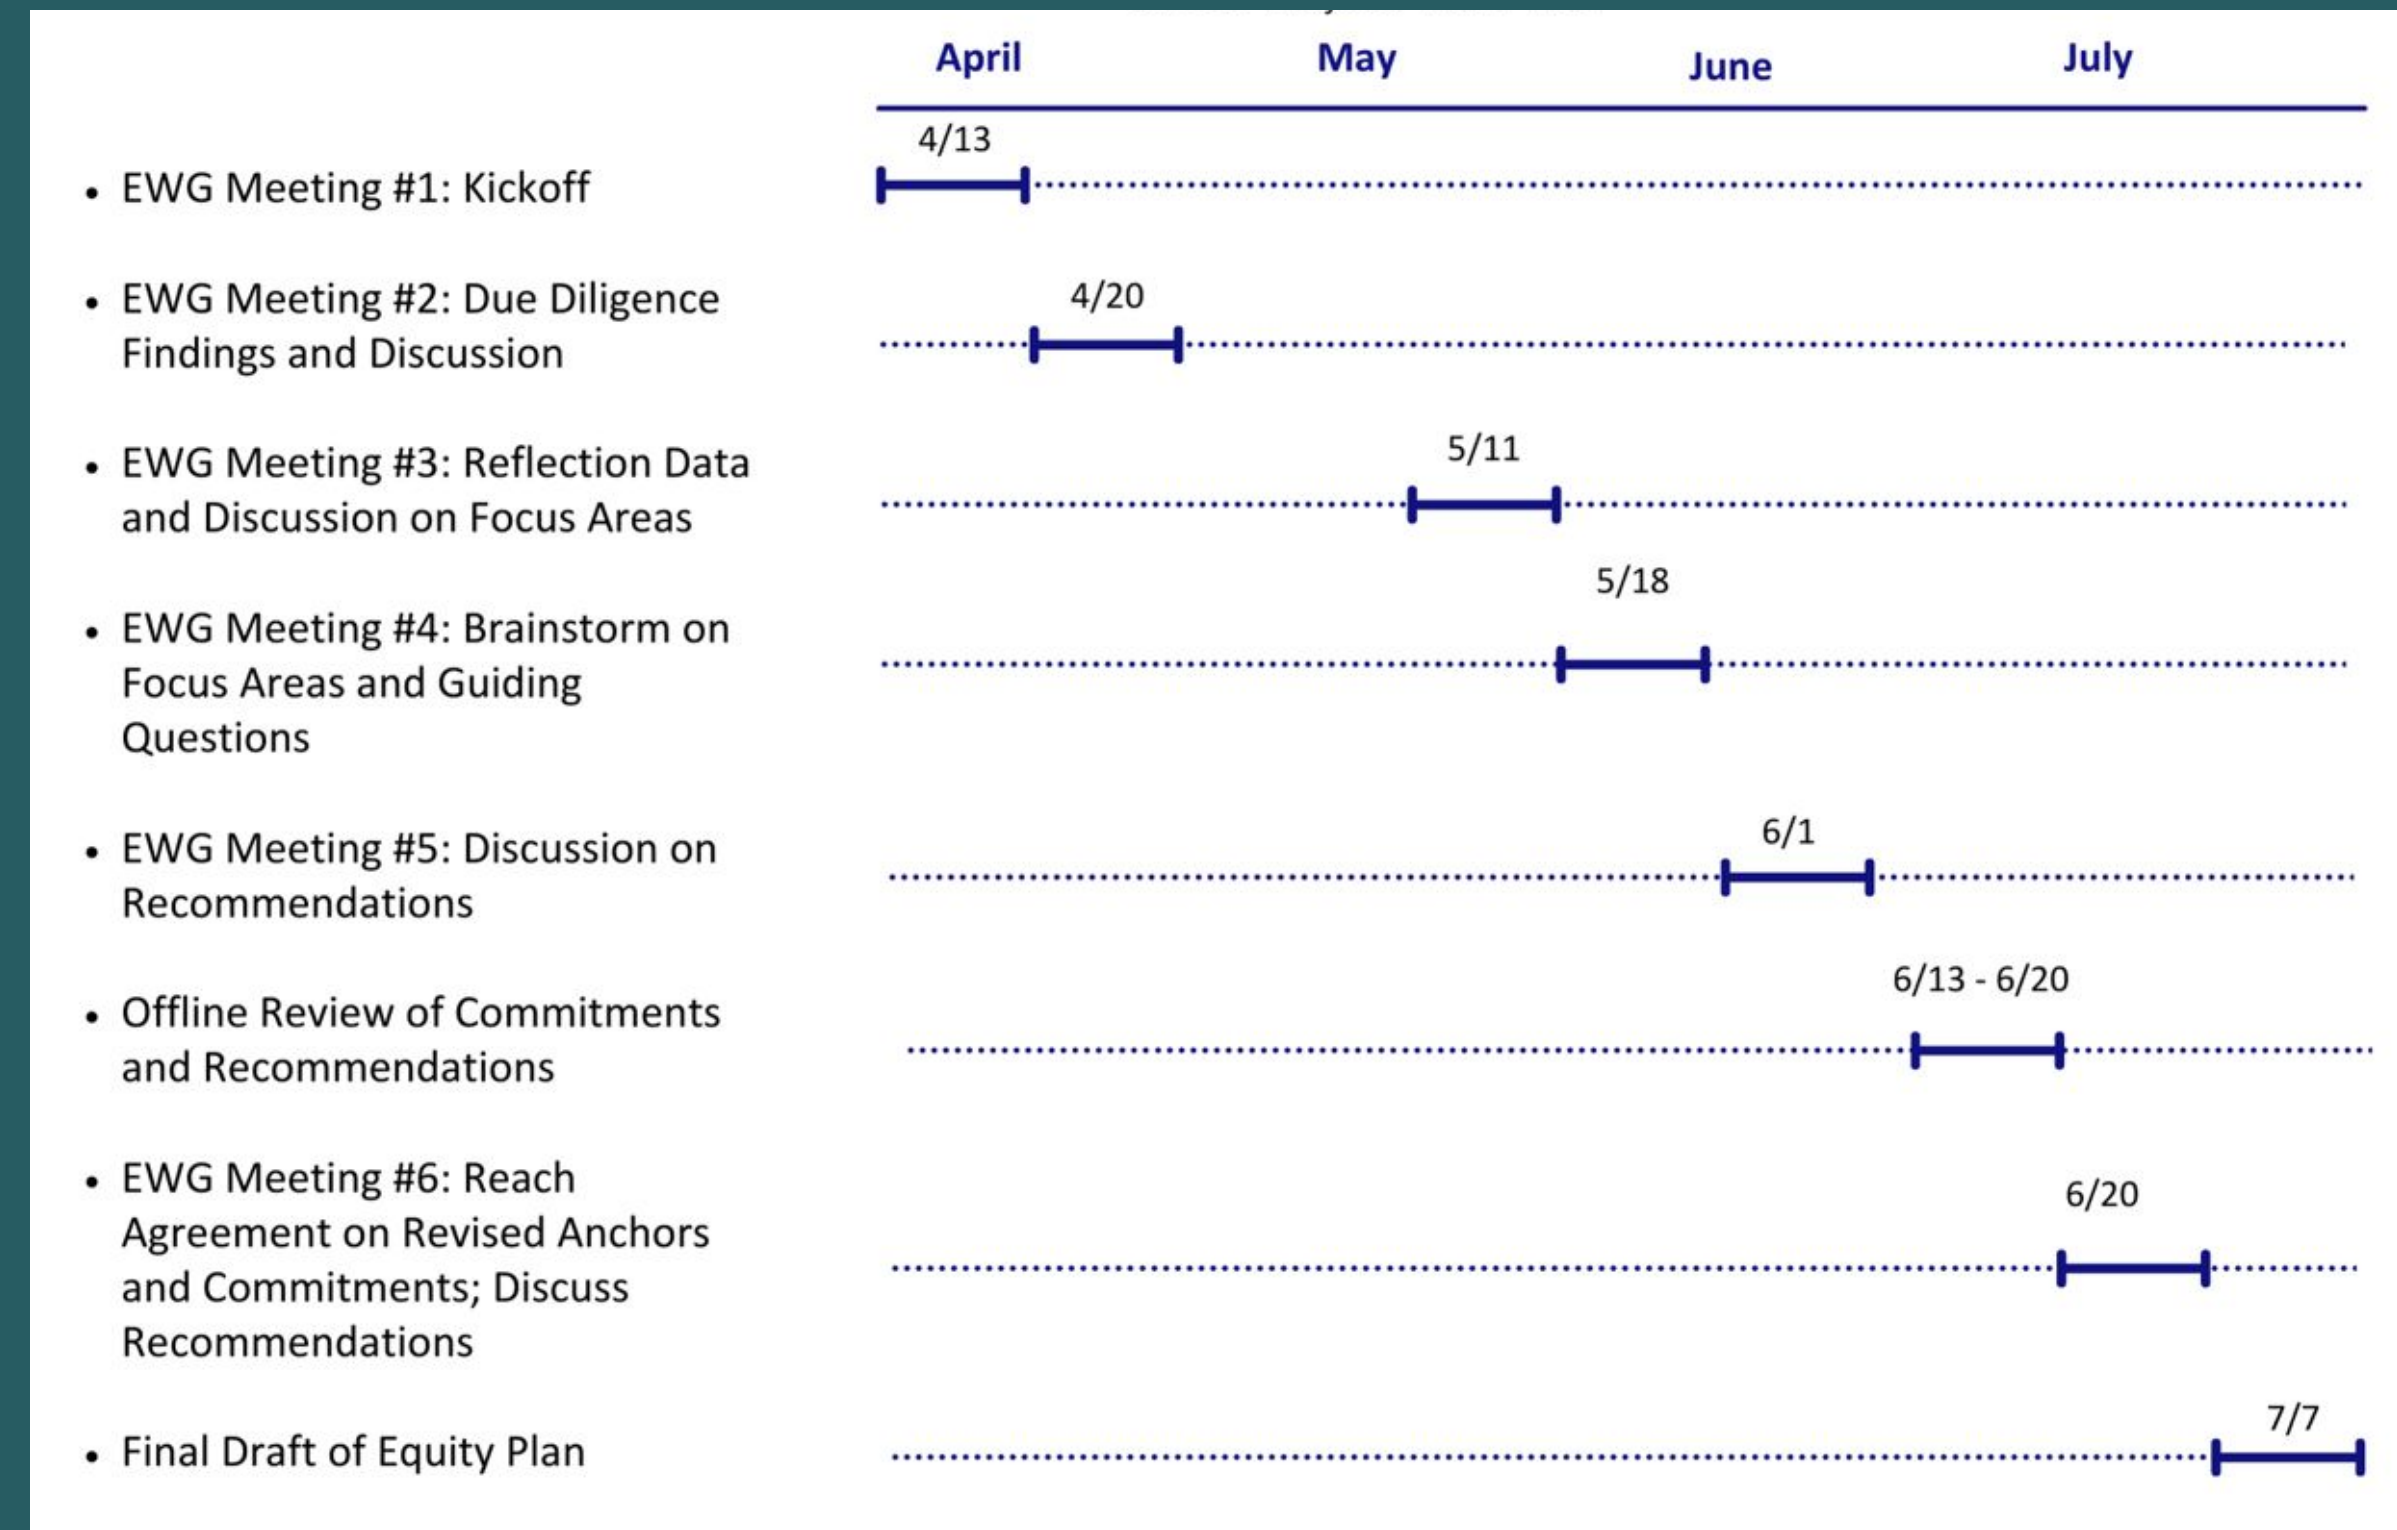 April May June July
4/13
• EWG Meeting #1: Kickoff
4/20
• EWG Meeting #2: Due Diligence
Findings and Discussion
5/11
• EWG Meeting #3: Reflection Data
and Discussion on Focus Areas
5/18
• EWG Meeting #4: Brainstorm on
Focus Areas and Guiding
Questions
6/1
• EWG Meeting #5: Discussion on
Recommendations
6/13 - 6/20
• Offline Review of Commitments
and Recommendations
• EWG Meeting #6: Reach
6/20
Agreement on Revised Anchors
and Commitments; Discuss
Recommendations
7/7
• Final Draft of Equity Plan